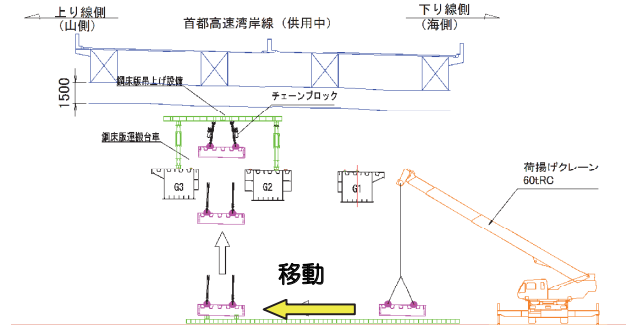 上り線側
(山側)
首都高速湾岸線（供用中）
下り線側
(海側)
1500
鋼床版吊上げ設備
チェーンブロック
鋼床版運搬台車
荷揚げクレーン
60tRC
G3
G2
G1
移動